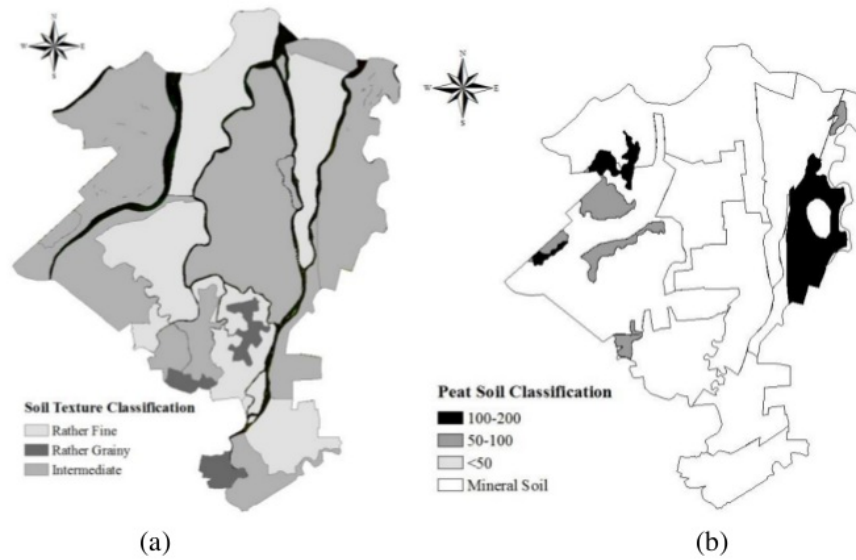 N
W E
S
Soil Texture Classification
Rather Fine
Rather Grainy
Intermediate
(a)
N
W E
S
Peat Soil Classification
100-200
50-100
<50
Mineral Soil
(b)